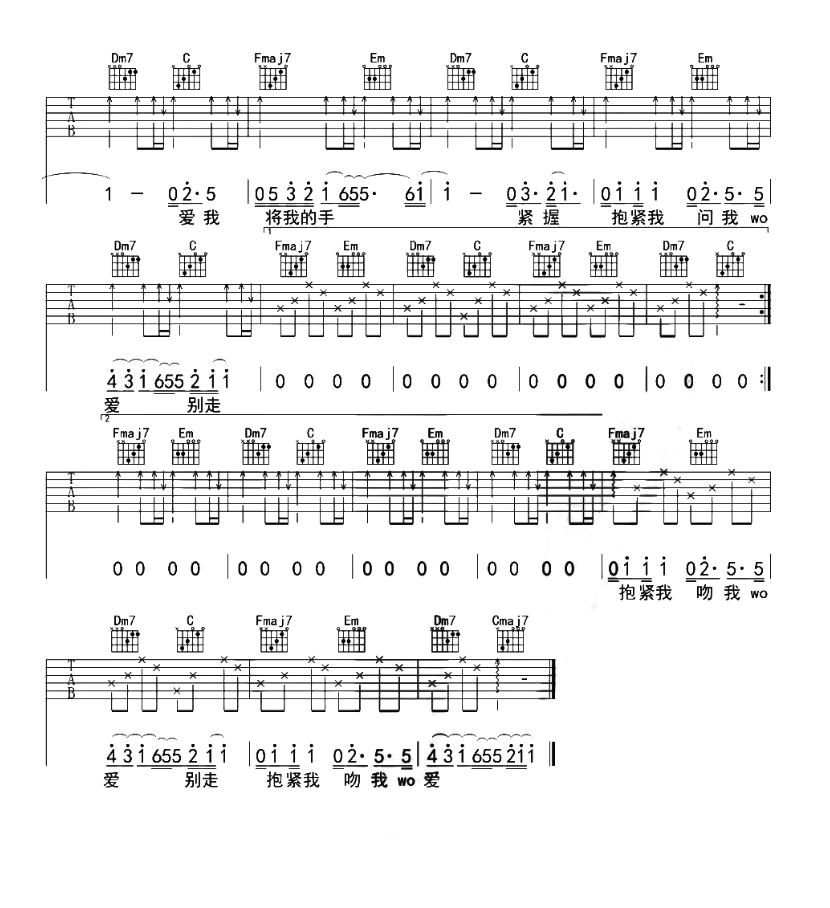 Dm7 C Fmaj7 Em Dm7 C Fmaj7 Em
T A B
1 - 0 2· 5 | 0 5 3 2 1 6 5 5· 6 1 | 1 - 0 3· 2 1· | 0 1 1 1 0 2· 5· 5
爱 我 将我的手 紧 握 抱紧我 问 我 wo
1
Dm7 C Fmaj7 Em Dm7 C Fmaj7 Em Dm7 C
T A B
4 3 1 6 5 5 2 1 1 | 0 0 0 0 | 0 0 0 0 | 0 0 0 0 | 0 0 0 0 :||
爱 别走
2
Fmaj7 Em Dm7 C Fmaj7 Em Dm7 C Fmaj7 Em
T A B
0 0 0 0 | 0 0 0 0 | 0 0 0 0 | 0 0 0 0 | 0 1 1 1 0 2· 5· 5
抱紧我 吻 我 wo
Dm7 C Fmaj7 Em Dm7 Cmaj7
T A B
4 3 1 6 5 5 2 1 1 | 0 1 1 1 0 2· 5· 5 | 4 3 1 6 5 5 2 1 1 ||
爱 别走 抱紧我 吻 我 wo 爱